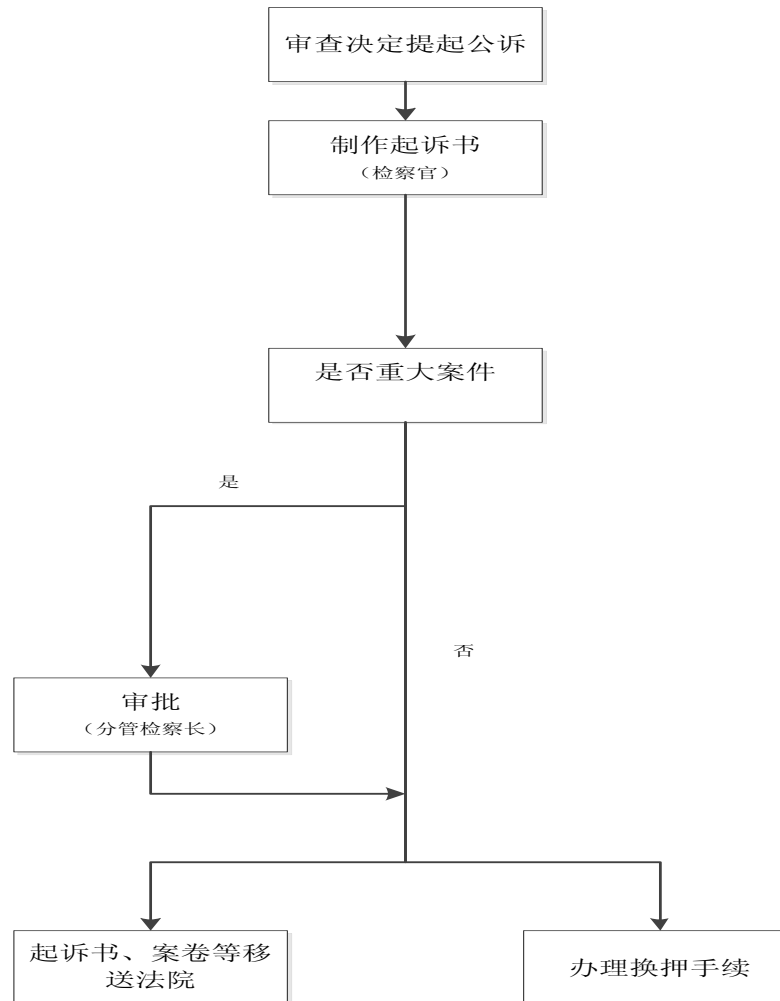 审查决定提起公诉
制作起诉书
（检察官）
是否重大案件
是
否
审批
（分管检察长）
起诉书、案卷等移
送法院
办理换押手续